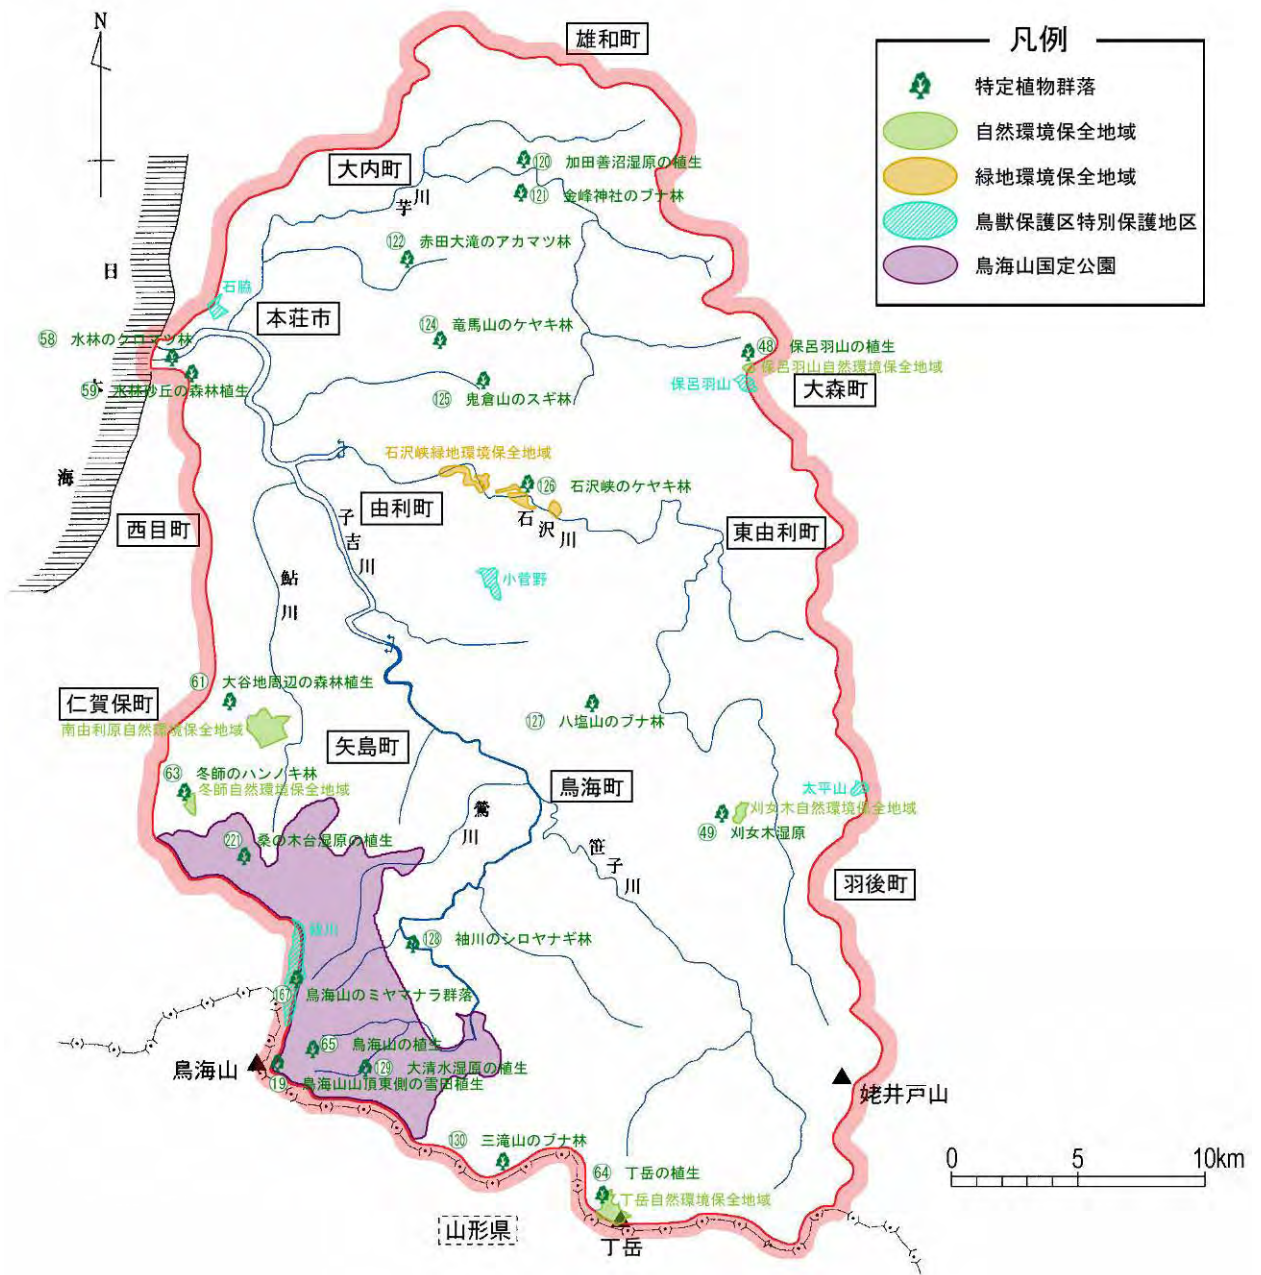 N
雄和町
凡例
特定植物群落
自然環境保全地域
緑地環境保全地域
鳥獣保護区特別保護地区
鳥海山国定公園
大内町
芋川
120 加田善沼湿原の植生
121 金峰神社のブナ林
122 赤田大滝のアカマツ林
日
本
海
石脇
本荘市
58 水林のクロマツ林
59 水林砂丘の森林植生
124 竜馬山のケヤキ林
125 鬼倉山のスギ林
48 保呂羽山の植生
保呂羽山自然環境保全地域
保呂羽山
大森町
石沢峡緑地環境保全地域
126 石沢峡のケヤキ林
由利町
石沢川
子吉川
西目町
東由利町
鮎川
小菅野
61 大谷地周辺の森林植生
仁賀保町
南由利原自然環境保全地域
127 八塩山のブナ林
矢島町
63 冬師のハンノキ林
冬師自然環境保全地域
鳥海町
太平山
刈女木自然環境保全地域
49 刈女木湿原
鶯川
221 桑の木台湿原の植生
笹子川
羽後町
128 袖川のシロヤナギ林
167 鳥海山のミヤマナラ群落
65 鳥海山の植生
鳥海山
129 大清水湿原の植生
19 鳥海山山頂東側の雪田植生
姥井戸山
130 三滝山のブナ林
64 丁岳の植生
丁岳自然環境保全地域
丁岳
山形県
0 5 10km